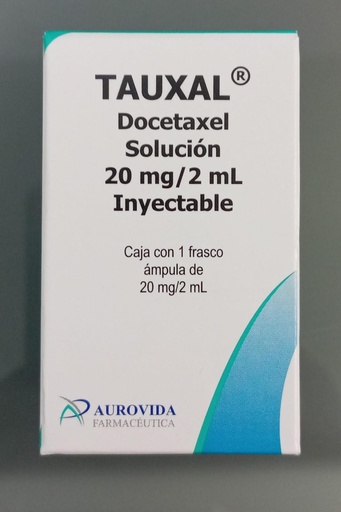 TAUXAL®
Docetaxel
Solución
20 mg/2 mL
Inyectable
Caja con 1 frasco
ámpula de
20 mg/2 mL
AUROVIDA
FARMACÉUTICA